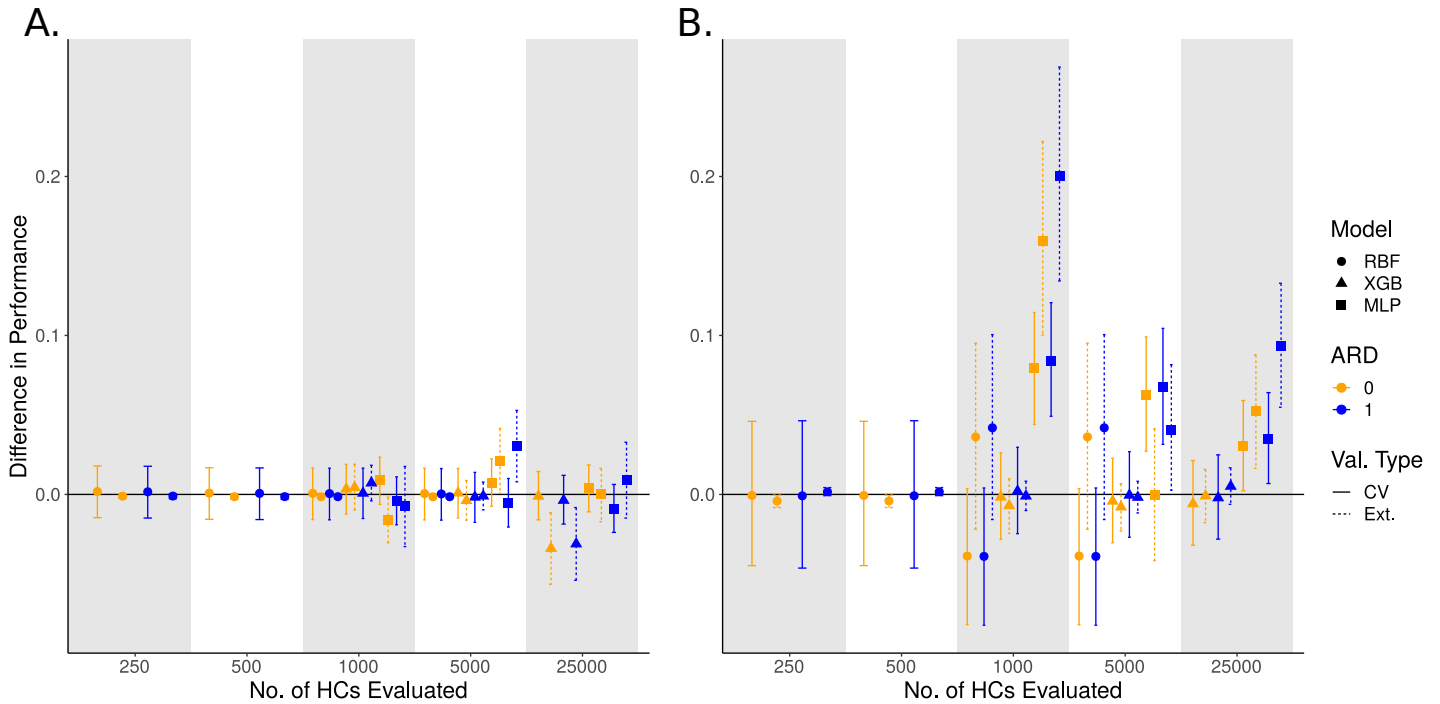 A.
B.
Difference in Performance
0.2
0.1
0.0
250 500 1000 5000 25000
No. of HCs Evaluated
0.2
0.1
0.0
250 500 1000 5000 25000
No. of HCs Evaluated
Model
RBF
XGB
MLP
ARD
0
1
Val. Type
CV
Ext.